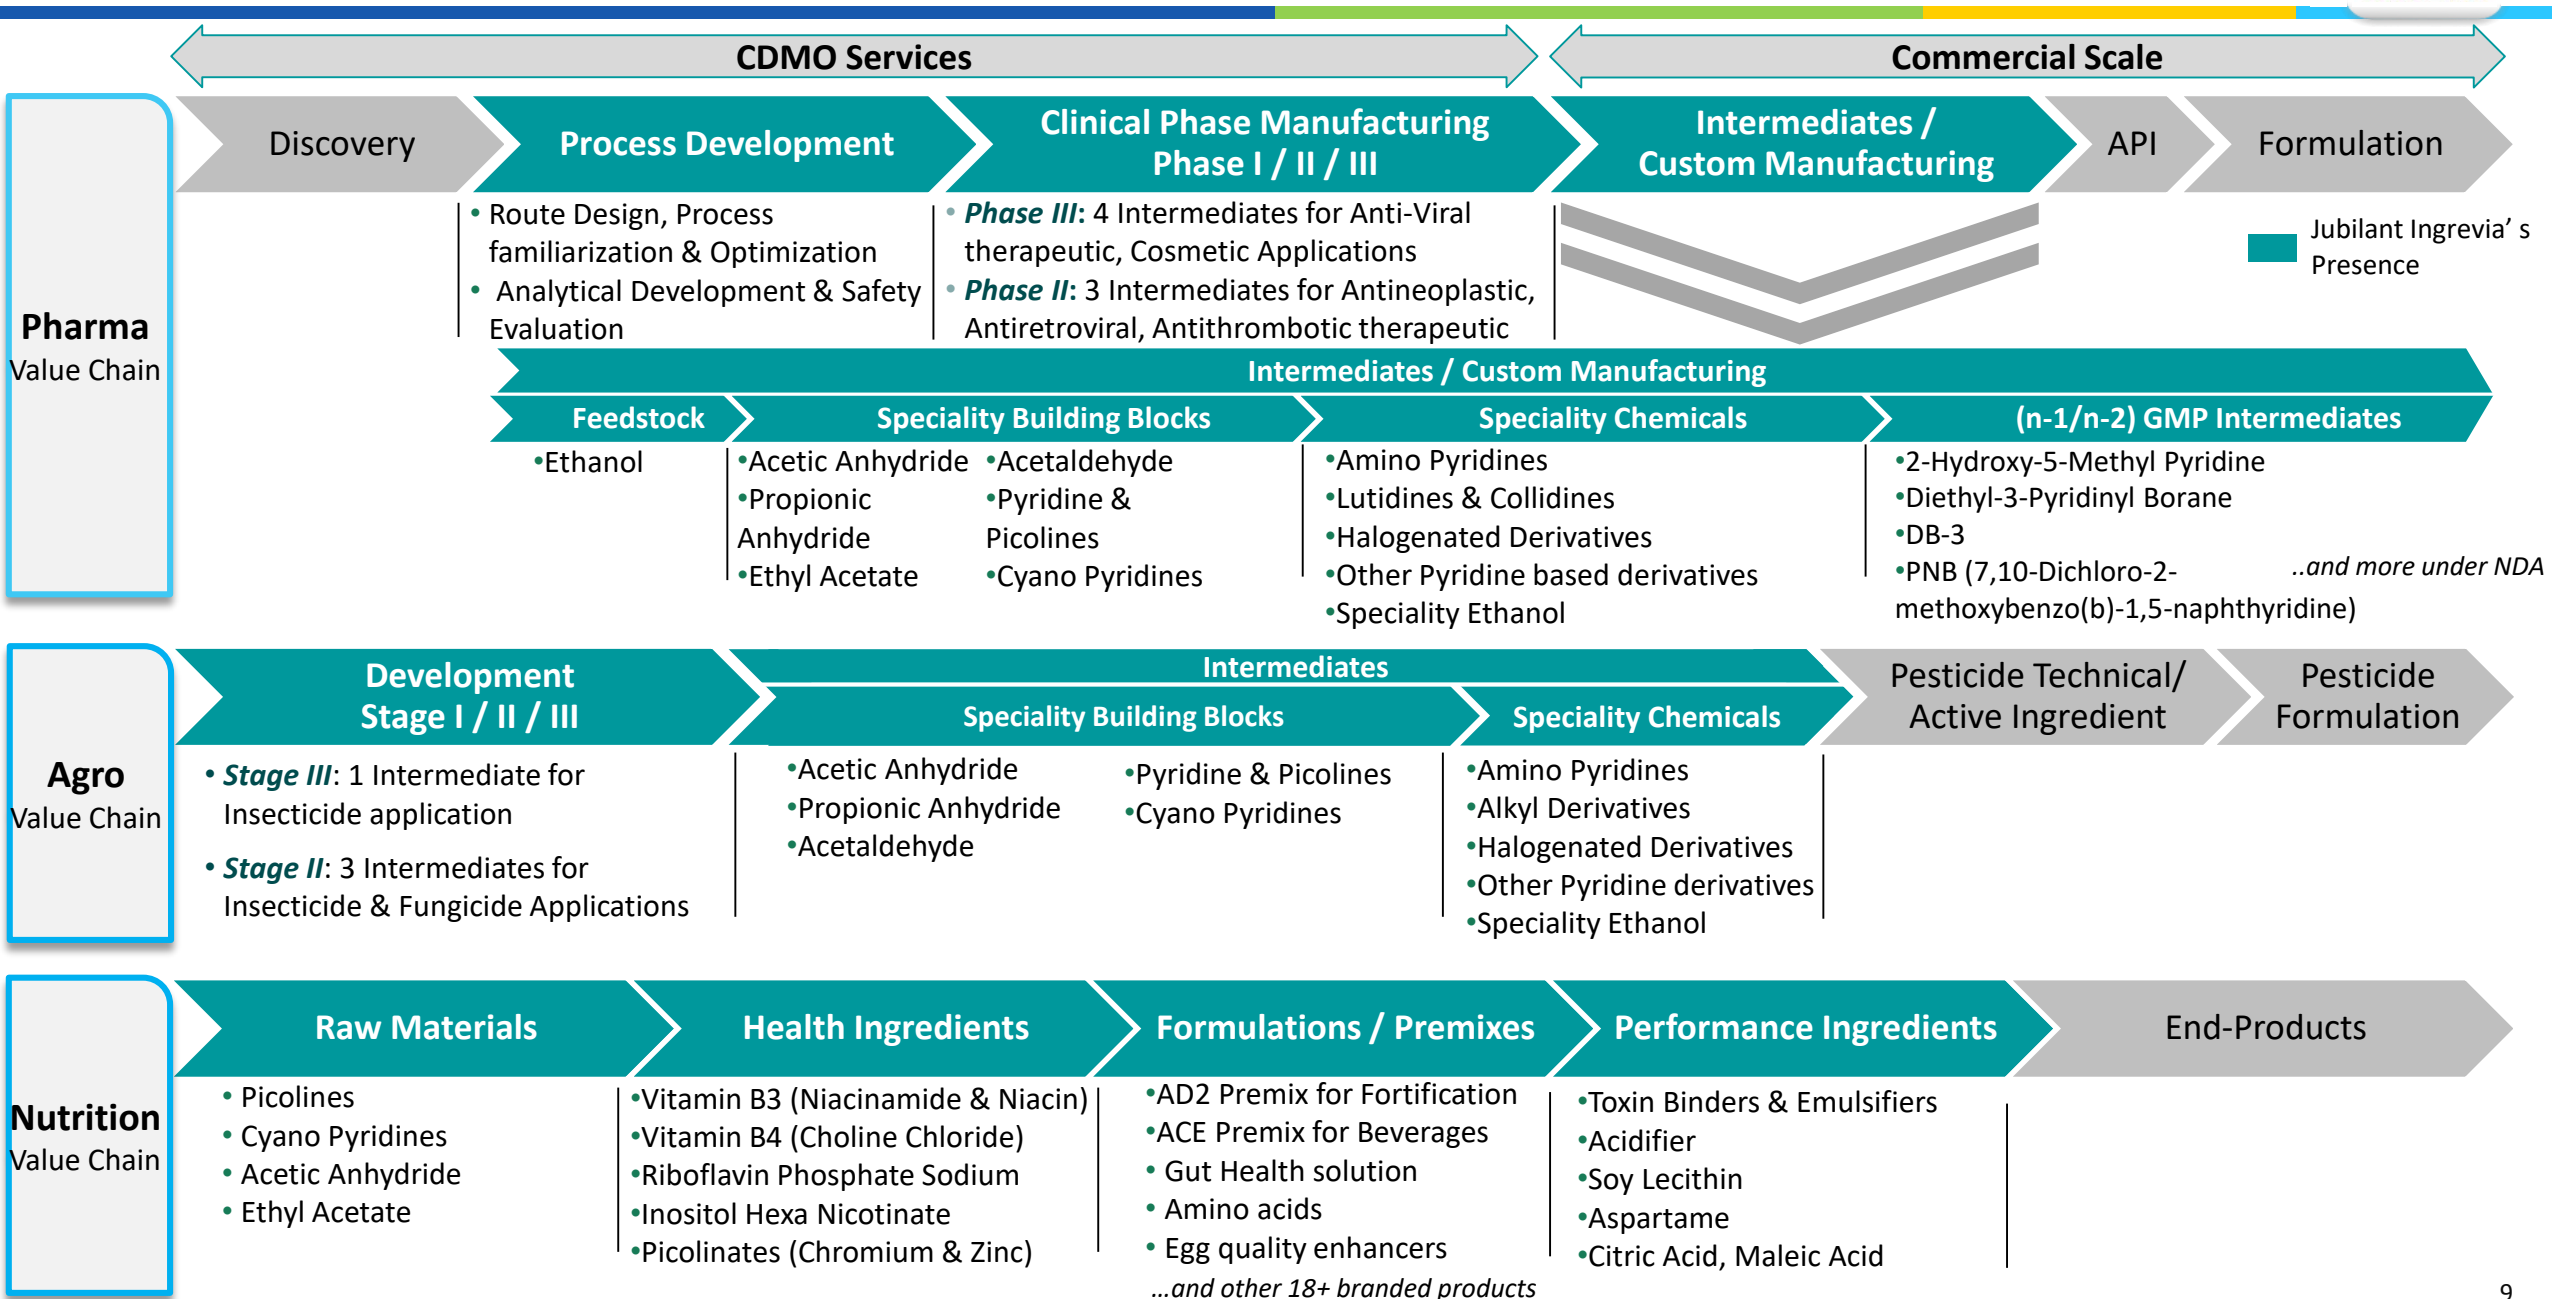 CDMO Services
Commercial Scale
Pharma
Value Chain
Discovery
Process Development
Clinical Phase Manufacturing
Phase I / II / III
Intermediates /
Custom Manufacturing
API
Formulation
• Route Design, Process
familiarization & Optimization
• Analytical Development & Safety
Evaluation
• Phase III: 4 Intermediates for Anti-Viral
therapeutic, Cosmetic Applications
• Phase II: 3 Intermediates for Antineoplastic,
Antiretroviral, Antithrombotic therapeutic
Jubilant Ingrevia' s
Presence
Intermediates / Custom Manufacturing
Feedstock
Speciality Building Blocks
Speciality Chemicals
(n-1/n-2) GMP Intermediates
•Ethanol
•Acetic Anhydride
•Propionic
Anhydride
•Ethyl Acetate
•Acetaldehyde
•Pyridine &
Picolines
•Cyano Pyridines
•Amino Pyridines
•Lutidines & Collidines
•Halogenated Derivatives
•Other Pyridine based derivatives
•Speciality Ethanol
•2-Hydroxy-5-Methyl Pyridine
•Diethyl-3-Pyridinyl Borane
•DB-3
•PNB (7,10-Dichloro-2-
methoxybenzo(b)-1,5-naphthyridine)
..and more under NDA
Agro
Value Chain
Development
Stage I / II / III
Intermediates
Speciality Building Blocks
Speciality Chemicals
Pesticide Technical/
Active Ingredient
Pesticide
Formulation
• Stage III: 1 Intermediate for
Insecticide application
• Stage II: 3 Intermediates for
Insecticide & Fungicide Applications
•Acetic Anhydride
•Propionic Anhydride
•Acetaldehyde
•Pyridine & Picolines
•Cyano Pyridines
•Amino Pyridines
•Alkyl Derivatives
•Halogenated Derivatives
•Other Pyridine derivatives
•Speciality Ethanol
Nutrition
Value Chain
Raw Materials
Health Ingredients
Formulations / Premixes
Performance Ingredients
End-Products
• Picolines
• Cyano Pyridines
• Acetic Anhydride
• Ethyl Acetate
•Vitamin B3 (Niacinamide & Niacin)
•Vitamin B4 (Choline Chloride)
•Riboflavin Phosphate Sodium
•Inositol Hexa Nicotinate
•Picolinates (Chromium & Zinc)
•AD2 Premix for Fortification
•ACE Premix for Beverages
• Gut Health solution
• Amino acids
• Egg quality enhancers
...and other 18+ branded products
•Toxin Binders & Emulsifiers
•Acidifier
•Soy Lecithin
•Aspartame
•Citric Acid, Maleic Acid
9